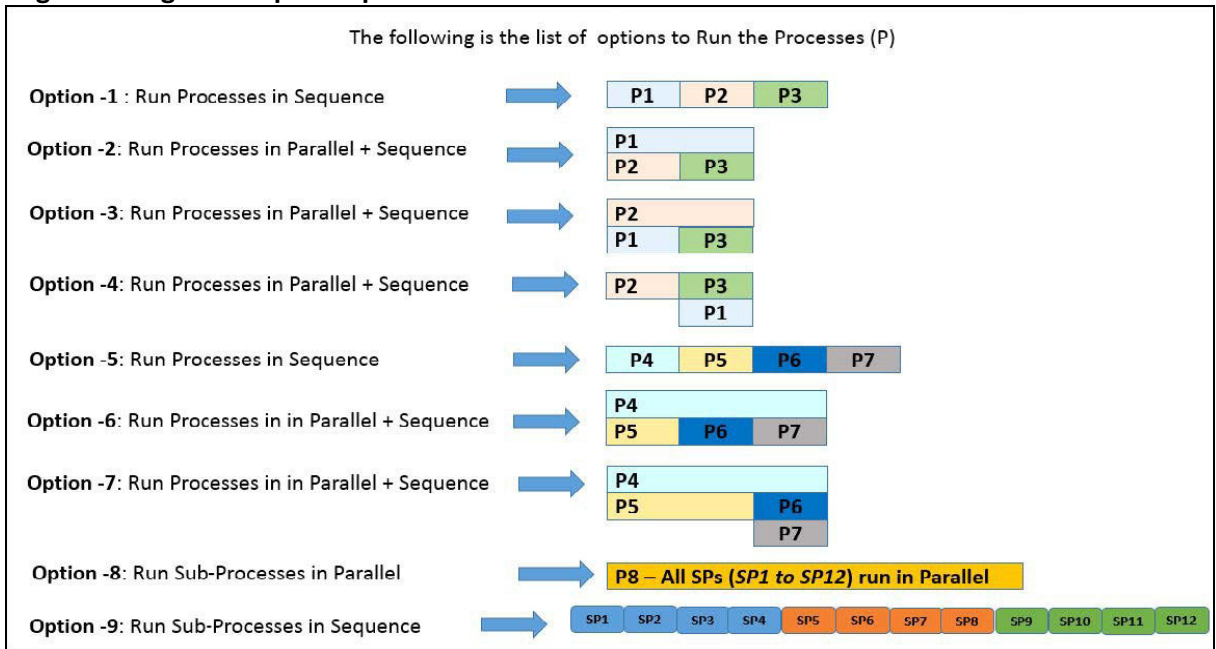 The following is the list of options to Run the Processes (P)
Option -1 : Run Processes in Sequence
P1 P2 P3
Option -2: Run Processes in Parallel + Sequence
P1
P2 P3
Option -3: Run Processes in Parallel + Sequence
P2
P1 P3
Option -4: Run Processes in Parallel + Sequence
P2 P3
P1
Option -5: Run Processes in Sequence
P4 P5 P6 P7
Option -6: Run Processes in in Parallel + Sequence
P4
P5 P6 P7
Option -7: Run Processes in in Parallel + Sequence
P4
P5 P6
P7
Option -8: Run Sub-Processes in Parallel
P8 – All SPs (SP1 to SP12) run in Parallel
Option -9: Run Sub-Processes in Sequence
SP1 SP2 SP3 SP4 SP5 SP6 SP7 SP8 SP9 SP10 SP11 SP12